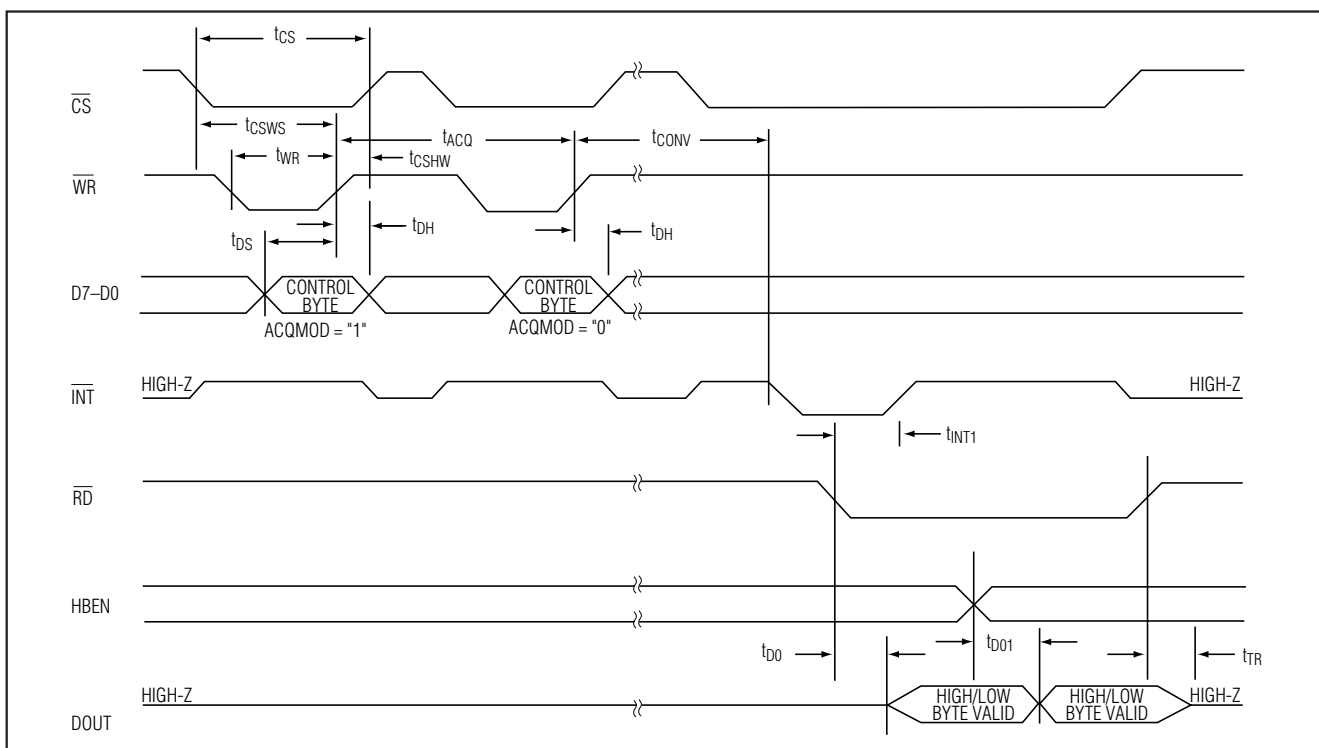 tCS
CS
tCSWS
tACQ
tCONV
tWR
tCSHW
WR
tDH
tDH
tDS
D7–D0
CONTROL
BYTE
CONTROL
BYTE
ACQMOD = "1"
ACQMOD = "0"
INT
HIGH-Z
HIGH-Z
tINT1
RD
HBEN
tD0
tD01
tTR
HIGH-Z
HIGH/LOW
BYTE VALID
HIGH/LOW
BYTE VALID
HIGH-Z
DOUT